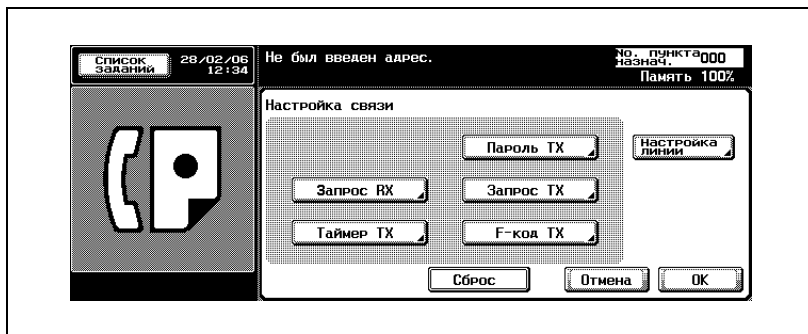 Список
заданий
28/02/06
12:34
Не был введен адрес.
No. пункта
назнач.
000
Память 100%
Настройка связи
Пароль TX
Настройка
линии
Запрос RX
Запрос TX
Таймер TX
F-код TX
Сброс
Отмена
OK